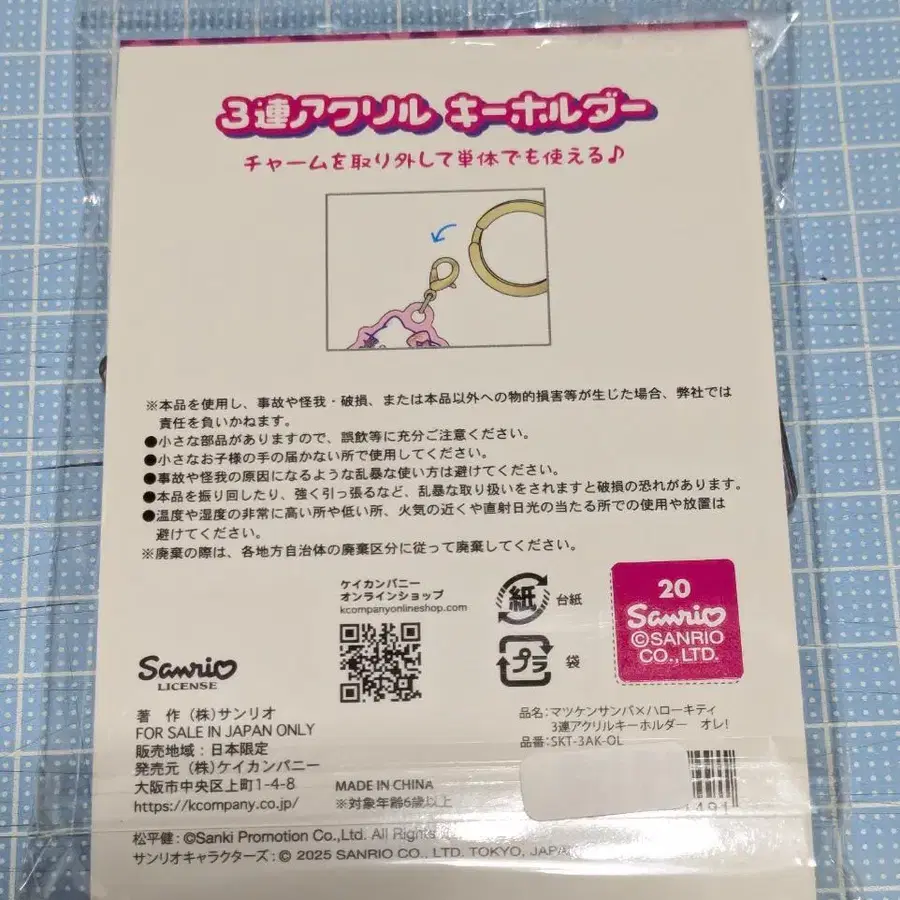 3連アクリル キーホルダー
チャームを取り外して単体でも使える♪
※本品を使用し、事故や怪我・破損、または本品以外への物的損害等が生じた場合、弊社では
責任を負いかねます。
●小さな部品がありますので、誤飲等に充分ご注意ください。
●小さなお子様の手の届かない所で使用してください。
●事故や怪我の原因になるような乱暴な使い方は避けてください。
●本品を振り回したり、強く引っ張るなど、乱暴な取り扱いをされますと破損の恐れがあります。
●温度や湿度の非常に高い所や低い所、火気の近くや直射日光の当たる所での使用や放置は
避けてください。
※廃棄の際は、各地方自治体の廃棄区分に従って廃棄してください。
ケイカンパニー
オンラインショップ
kcompanyonlineshop.com
紙 台紙
プラ 袋
20
Sanrio
©SANRIO
CO.,LTD.
Sanrio
LICENSE
著 作 (株)サンリオ
FOR SALE IN JAPAN ONLY
販売地域:日本限定
発売元 (株)ケイカンパニー
大阪市中央区上町1-4-8
https://kcompany.co.jp/
MADE IN CHINA
※対象年齢6歳以上
品名:マツケンサンバ×ハローキティ
3連アクリルキーホルダー オレ!
品番:SKT-3AK-OL
1491
松平健:©Sanki Promotion Co.,Ltd. All Rights
サンリオキャラクターズ:© 2025 SANRIO CO., LTD. TOKYO, JAPA